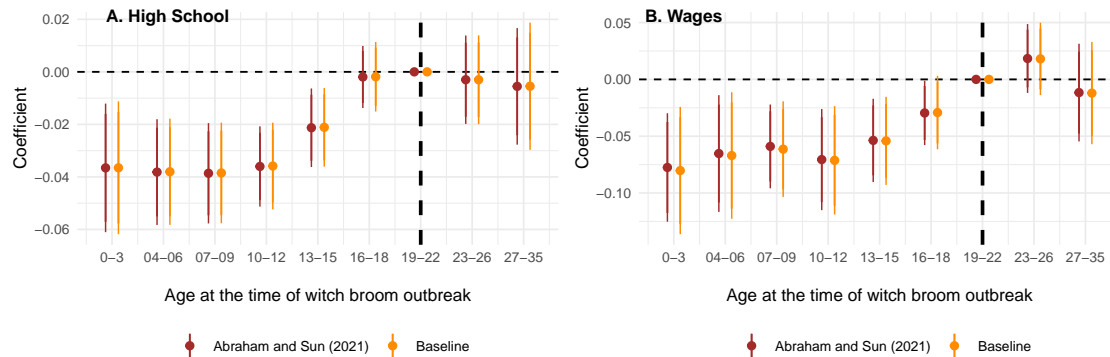 A. High School
0.02
0.00
−0.02
−0.04
−0.06
Coefficient
0−3 04−06 07−09 10−12 13−15 16−18 19−22 23−26 27−35
Age at the time of witch broom outbreak
Abraham and Sun (2021) Baseline
B. Wages
0.05
0.00
−0.05
−0.10
Coefficient
0−3 04−06 07−09 10−12 13−15 16−18 19−22 23−26 27−35
Age at the time of witch broom outbreak
Abraham and Sun (2021) Baseline